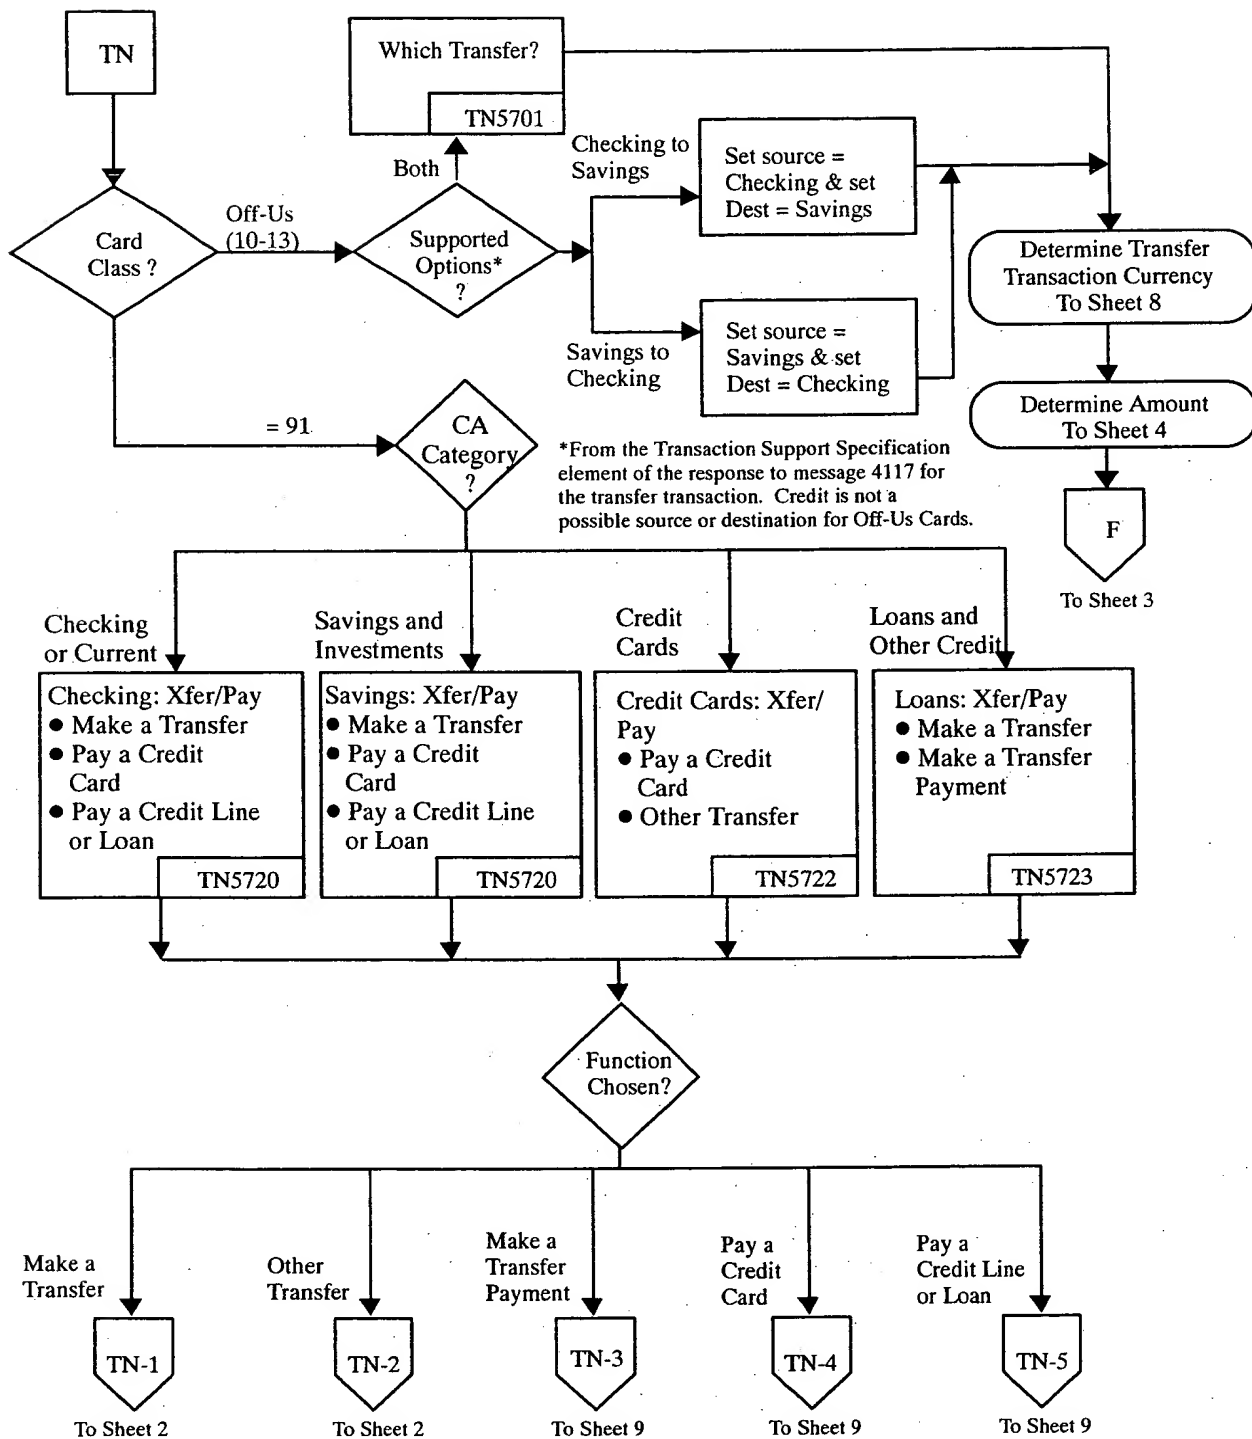 TN
Which Transfer?
TN5701
Both
Card
Class ?
Off-Us
(10-13)
Supported
Options*
?
Checking to
Savings
Set source =
Checking & set
Dest = Savings
Savings to
Checking
Set source =
Savings & set
Dest = Checking
Determine Transfer
Transaction Currency
To Sheet 8
Determine Amount
To Sheet 4
F
To Sheet 3
= 91
CA
Category
?
*From the Transaction Support Specification
element of the response to message 4117 for
the transfer transaction. Credit is not a
possible source or destination for Off-Us Cards.
Checking
or Current
Checking: Xfer/Pay
● Make a Transfer
● Pay a Credit
Card
● Pay a Credit Line
or Loan
TN5720
Savings and
Investments
Savings: Xfer/Pay
● Make a Transfer
● Pay a Credit
Card
● Pay a Credit Line
or Loan
TN5720
Credit
Cards
Credit Cards: Xfer/
Pay
● Pay a Credit
Card
● Other Transfer
TN5722
Loans and
Other Credit
Loans: Xfer/Pay
● Make a Transfer
● Make a Transfer
Payment
TN5723
Function
Chosen?
Make a
Transfer
TN-1
To Sheet 2
Other
Transfer
TN-2
To Sheet 2
Make a
Transfer
Payment
TN-3
To Sheet 9
Pay a
Credit
Card
TN-4
To Sheet 9
Pay a
Credit Line
or Loan
TN-5
To Sheet 9